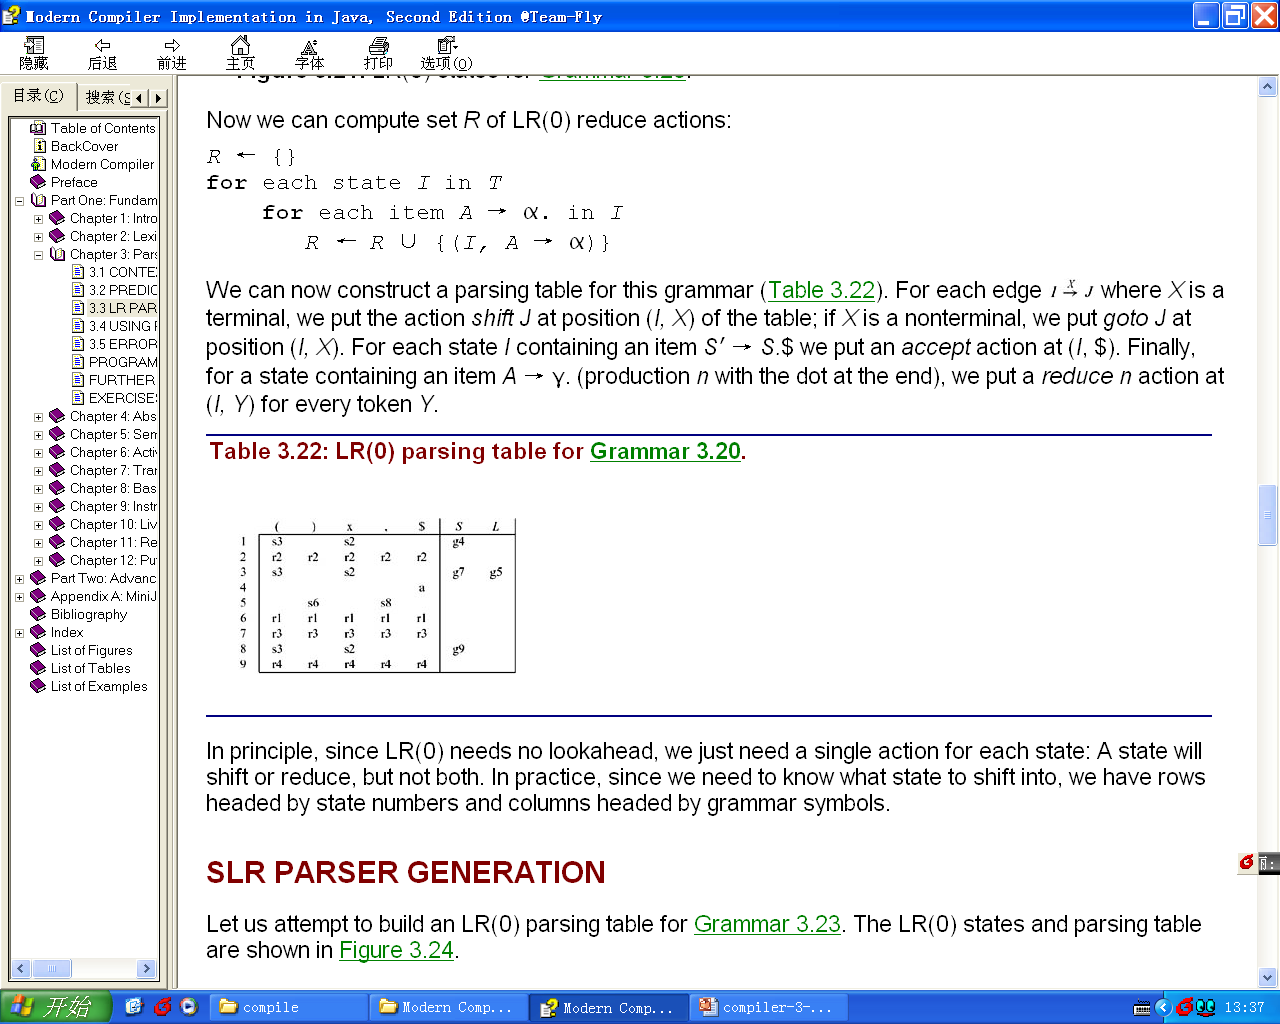 Modern Compiler Implementation in Java, Second Edition @Team-Fly
隐藏 后退 前进 主页 字体 打印 选项(O)
目录(C) 搜索(S
Table of Contents
BackCover
Modern Compiler
Preface
Part One: Fundam
Chapter 1: Intro
Chapter 2: Lexi
Chapter 3: Pars
3.1 CONTE
3.2 PREDIC
3.3 LR PAR
3.4 USING
3.5 ERROR
PROGRAM
FURTHER
EXERCISE
Chapter 4: Abs
Chapter 5: Sem
Chapter 6: Acti
Chapter 7: Tra
Chapter 8: Bas
Chapter 9: Instr
Chapter 10: Liv
Chapter 11: Re
Chapter 12: Pu
Part Two: Advanc
Appendix A: MiniJ
Bibliography
Index
List of Figures
List of Tables
List of Examples
Now we can compute set R of LR(0) reduce actions:
R ← {}
for each state I in T
for each item A → α. in I
R ← R ∪ {(I, A → α)}
We can now construct a parsing table for this grammar (Table 3.22). For each edge I X→ J where X is a
terminal, we put the action shift J at position (I, X) of the table; if X is a nonterminal, we put goto J at
position (I, X). For each state I containing an item S′ → S.$ we put an accept action at (I, $). Finally,
for a state containing an item A → γ. (production n with the dot at the end), we put a reduce n action at
(I, Y) for every token Y.
Table 3.22: LR(0) parsing table for Grammar 3.20.
( ) x , $ S L
1 s3 s2 g4
2 r2 r2 r2 r2 r2
3 s3 s2 g7 g5
4 a
5 s6 s8
6 r1 r1 r1 r1 r1
7 r3 r3 r3 r3 r3
8 s3 s2 g9
9 r4 r4 r4 r4 r4
In principle, since LR(0) needs no lookahead, we just need a single action for each state: A state will
shift or reduce, but not both. In practice, since we need to know what state to shift into, we have rows
headed by state numbers and columns headed by grammar symbols.
SLR PARSER GENERATION
Let us attempt to build an LR(0) parsing table for Grammar 3.23. The LR(0) states and parsing table
are shown in Figure 3.24.
开始 compile Modern Comp... Modern Comp... compiler-3-... 13:37